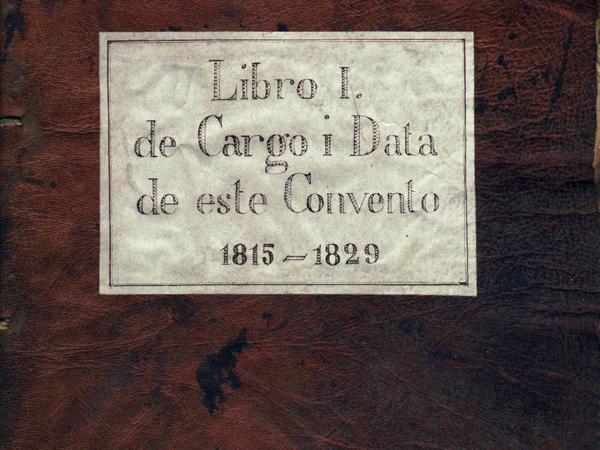 Libro I.
de Cargo i Data
de este Convento
1815 — 1829